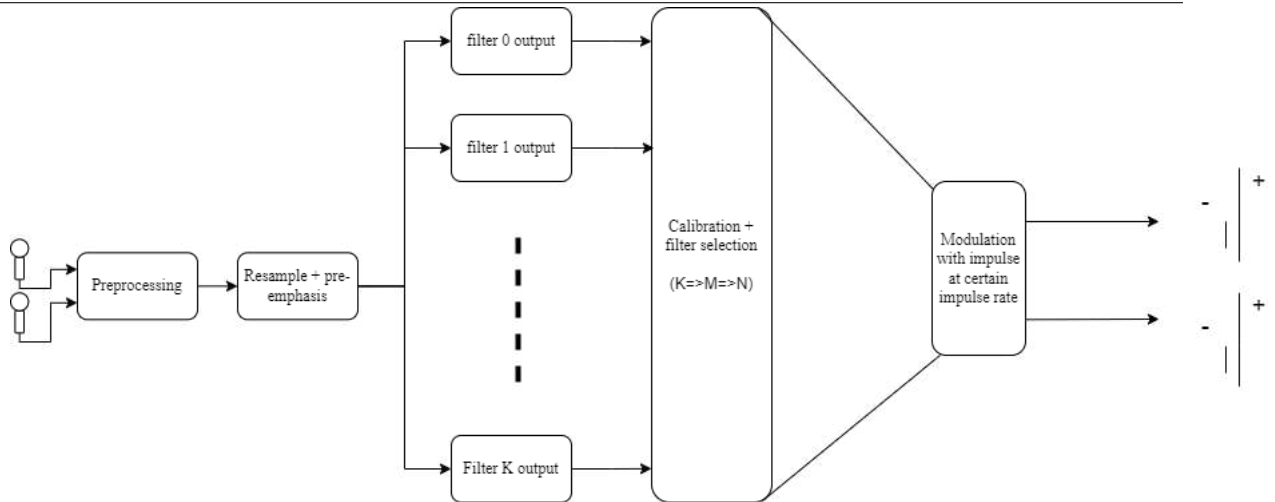 filter 0 output
filter 1 output
Preprocessing
Resample + pre-
emphasis
Filter K output
Calibration +
filter selection
(K=>M=>N)
Modulation
with impulse
at certain
impulse rate
- +
- +